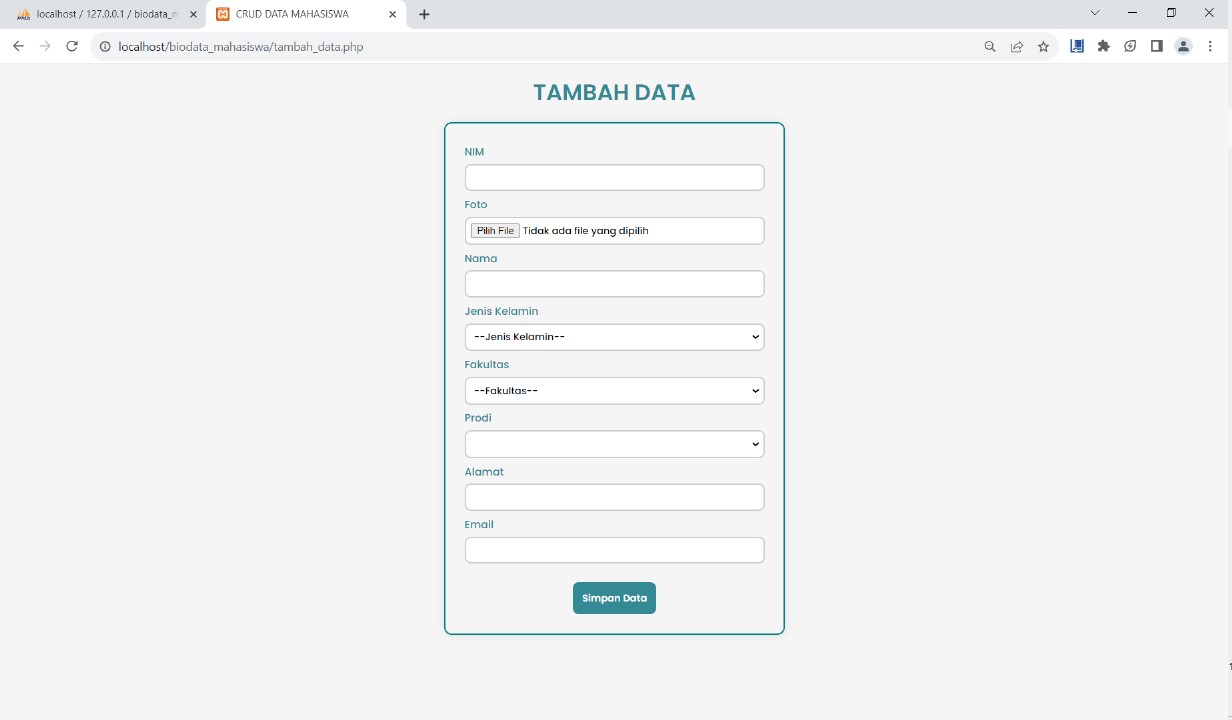 localhost / 127.0.0.1 / biodata_m
CRUD DATA MAHASISWA
localhost/biodata_mahasiswa/tambah_data.php
TAMBAH DATA
NIM
Foto
Pilih File Tidak ada file yang dipilih
Nama
Jenis Kelamin
--Jenis Kelamin--
Fakultas
--Fakultas--
Prodi
Alamat
Email
Simpan Data